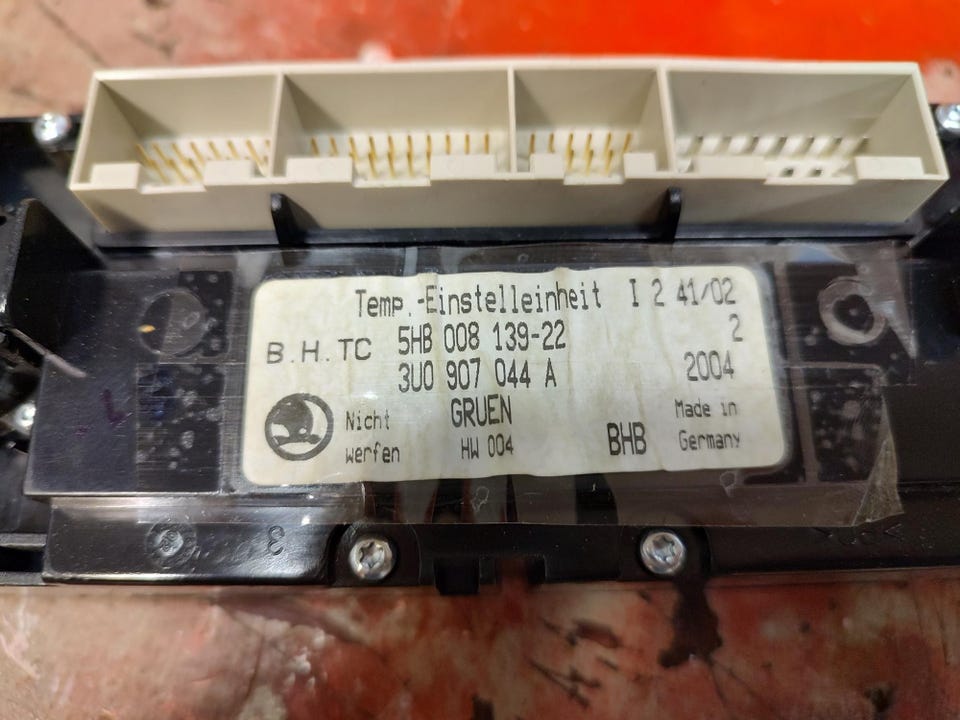 Temp.-Einstelleinheit I 2 41/02
B.H.TC 5HB 008 139-22 2
3U0 907 044 A 2004
Nicht werfen GRUEN Made in Germany
HW 004 BHB
8